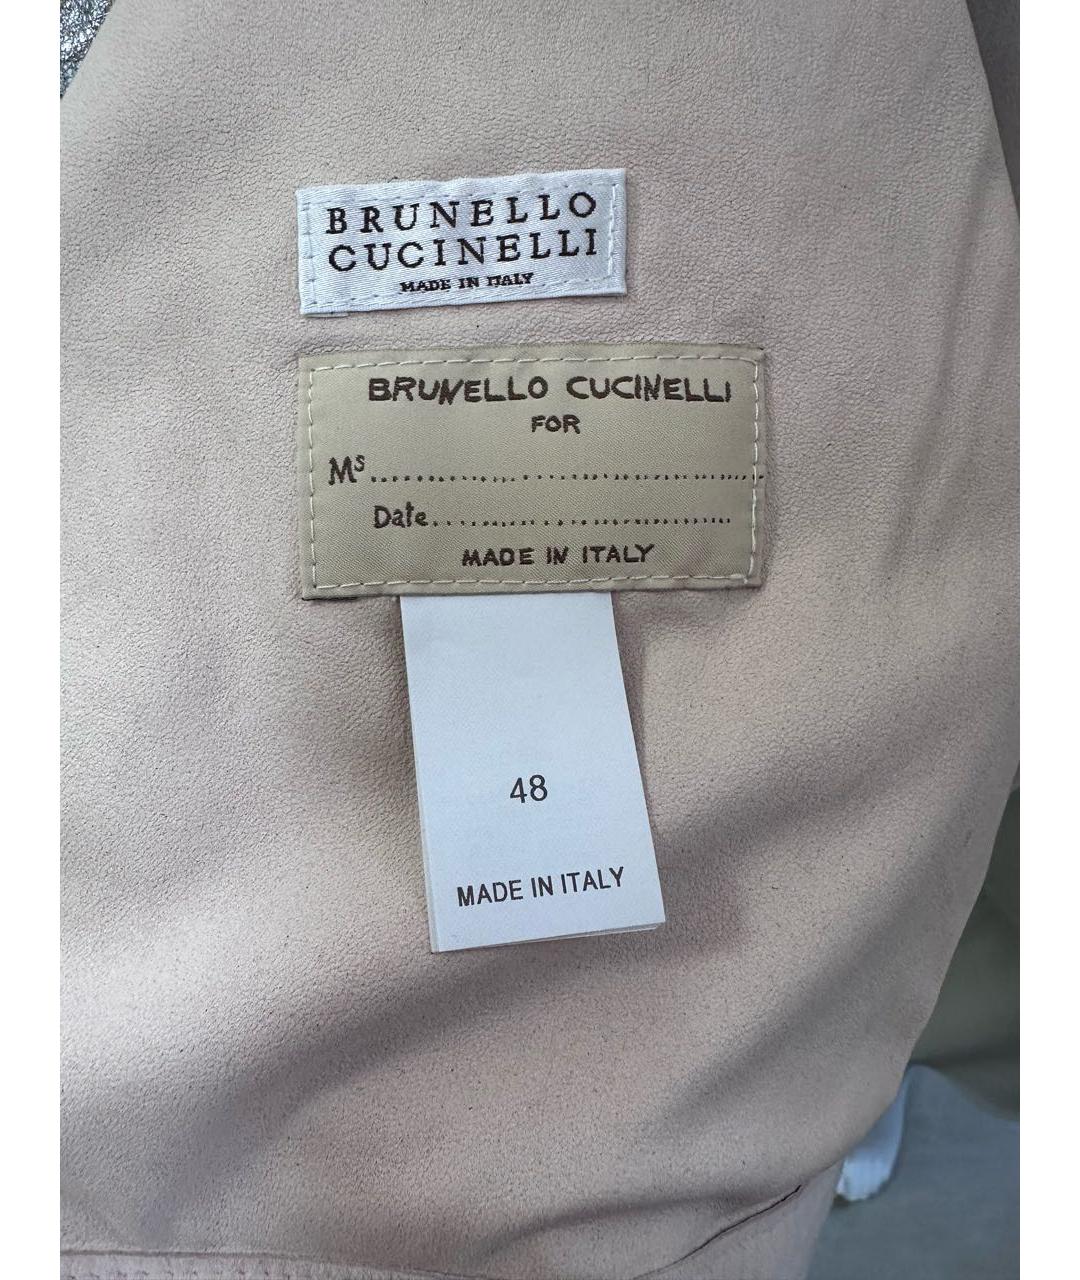 BRUNELLO
CUCINELLI
MADE IN ITALY
BRUNELLO CUCINELLI
FOR
Ms..........................................
Date..................................
MADE IN ITALY
48
MADE IN ITALY